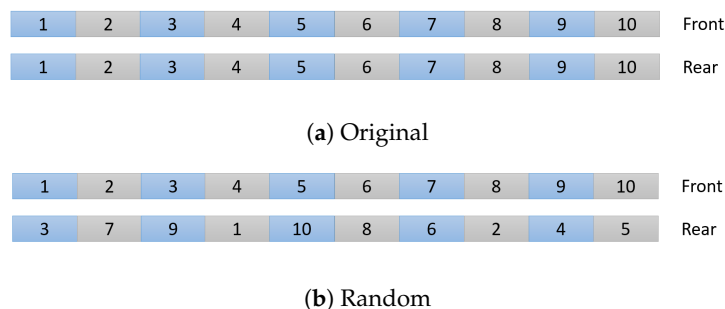 1 2 3 4 5 6 7 8 9 10 Front
1 2 3 4 5 6 7 8 9 10 Rear
(a) Original
1 2 3 4 5 6 7 8 9 10 Front
3 7 9 1 10 8 6 2 4 5 Rear
(b) Random